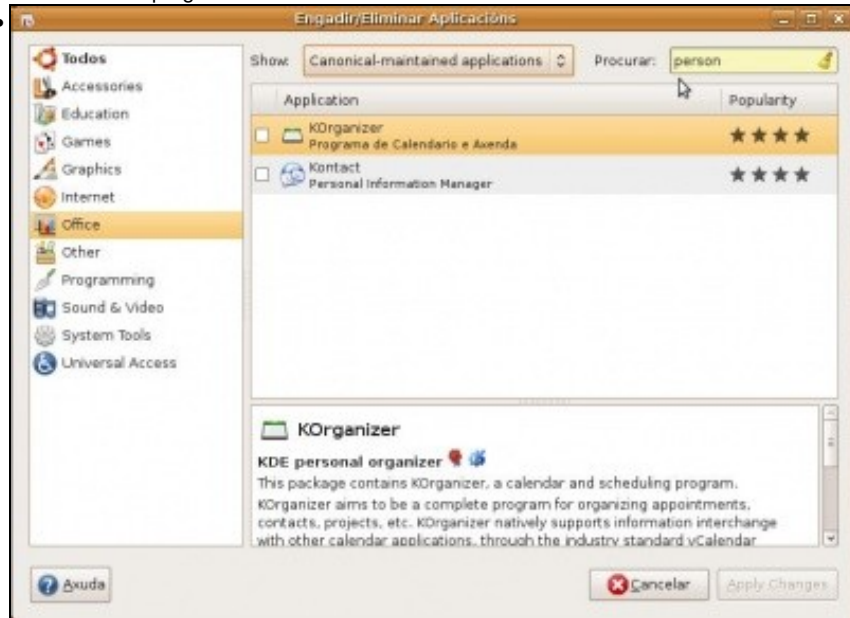 Engadir/Eliminar Aplicacións
Todos
Accessories
Education
Games
Graphics
Internet
Office
Other
Programming
Sound & Video
System Tools
Universal Access
Show: Canonical-maintained applications Procurar: person
Application Popularity
KOrganizer
Programa de Calendario e Axenda
Kontact
Personal Information Manager
KOrganizer
KDE personal organizer
This package contains KOrganizer, a calendar and scheduling program.
KOrganizer aims to be a complete program for organizing appointments,
contacts, projects, etc. KOrganizer natively supports information interchange
with other calendar applications, through the industry standard vCalendar
Axuda Cancelar Apply Changes